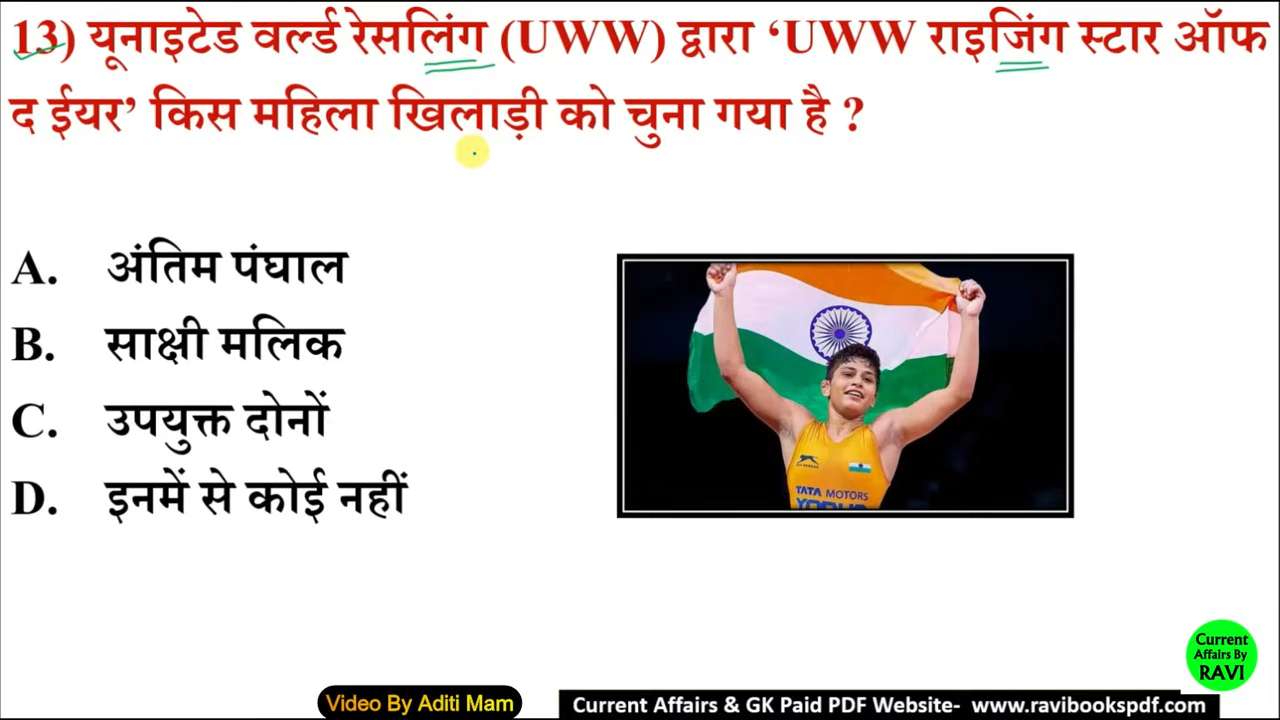 13) यूनाइटेड वर्ल्ड रेसलिंग (UWW) द्वारा ‘UWW राइजिंग स्टार ऑफ
द ईयर’ किस महिला खिलाड़ी को चुना गया है ?
A. अंतिम पंघाल
B. साक्षी मलिक
C. उपयुक्त दोनों
D. इनमें से कोई नहीं
TATA MOTORS
Current
Affairs By
RAVI
Video By Aditi Mam
Current Affairs & GK Paid PDF Website- www.ravibookspdf.com